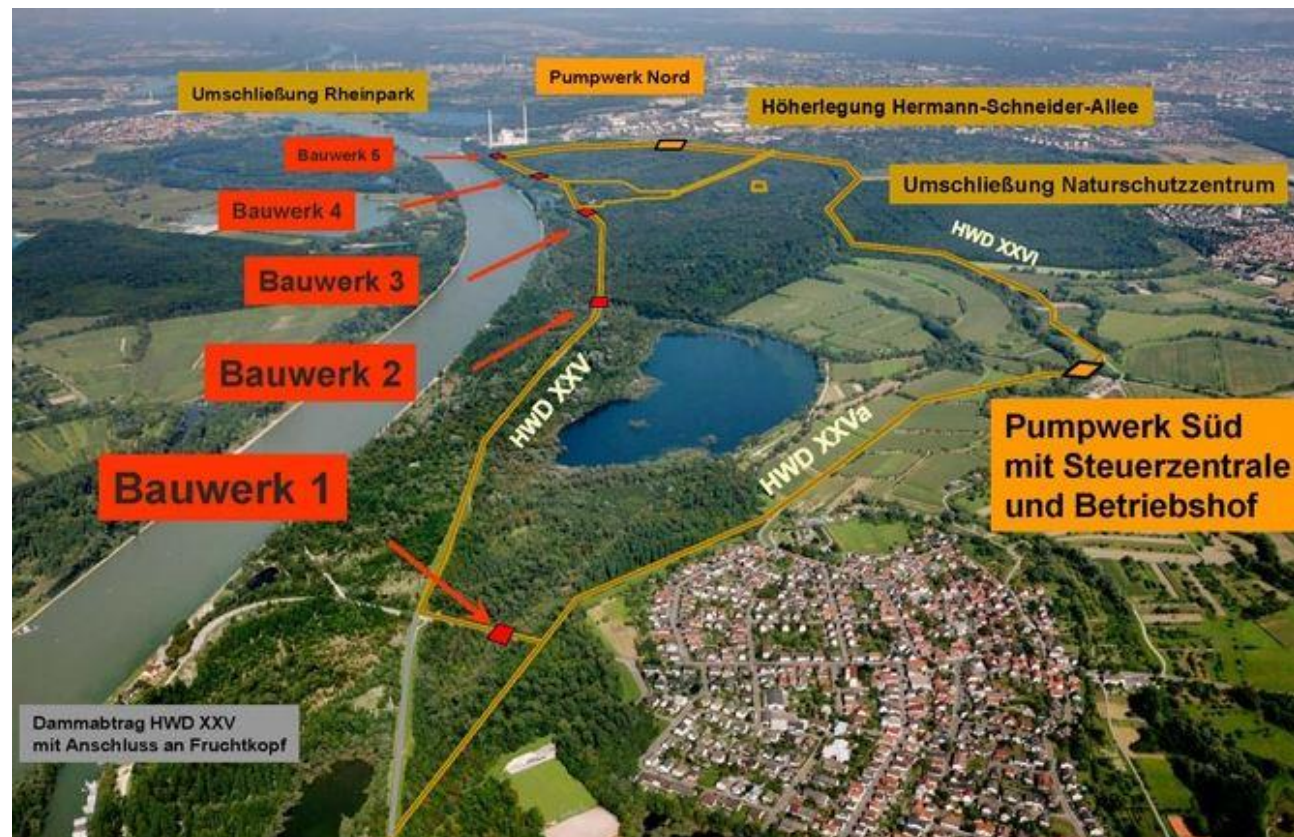 Umschließung Rheinpark
Pumpwerk Nord
Höherlegung Hermann-Schneider-Allee
Bauwerk 5
Umschließung Naturschutzzentrum
Bauwerk 4
HWD XXVI
Bauwerk 3
Bauwerk 2
HWD XXV
HWD XXVa
Pumpwerk Süd
mit Steuerzentrale
und Betriebshof
Bauwerk 1
Dammabtrag HWD XXV
mit Anschluss an Fruchtkopf